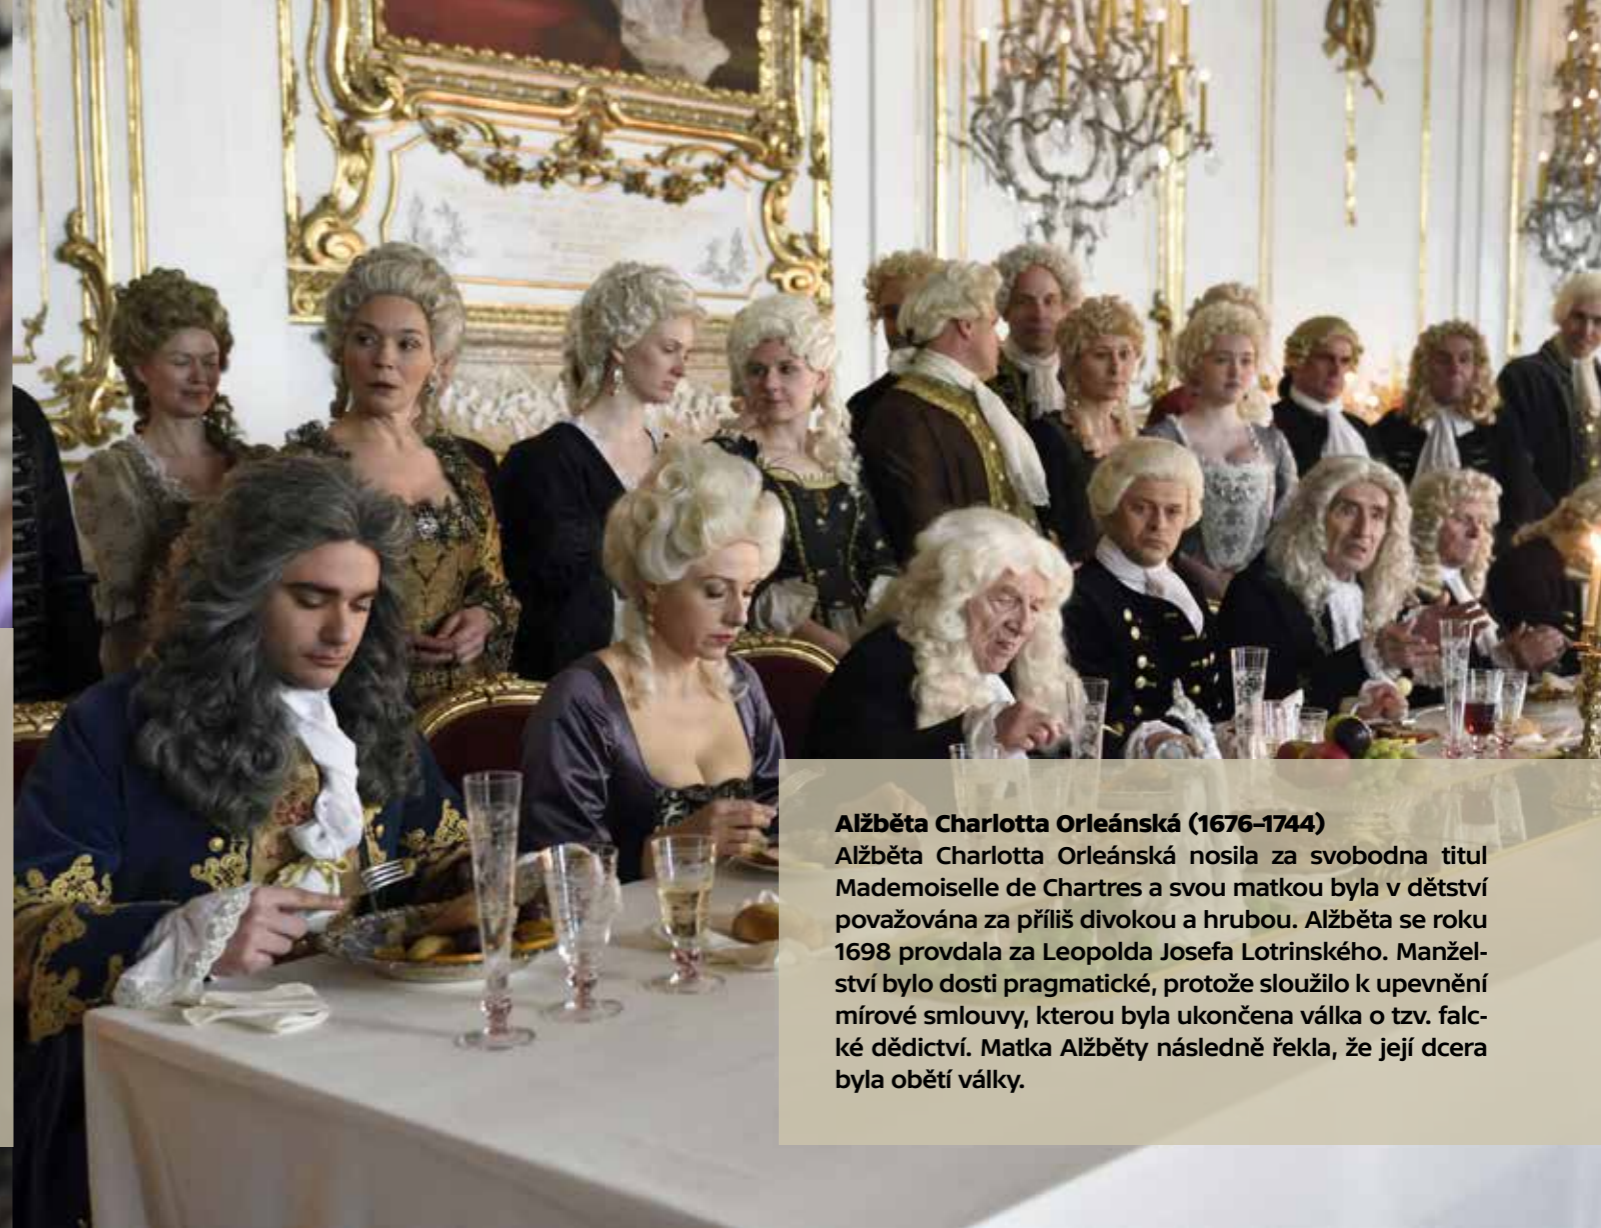 Alžběta Charlotta Orleánská (1676–1744)
Alžběta Charlotta Orleánská nosila za svobodna titul
Mademoiselle de Chartres a svou matkou byla v dětství
považována za příliš divokou a hrubou. Alžběta se roku
1698 provdala za Leopolda Josefa Lotrinského. Manžel-
ství bylo dosti pragmatické, protože sloužilo k upevnění
mírové smlouvy, kterou byla ukončena válka o tzv. falc-
ké dědictví. Matka Alžběty následně řekla, že její dcera
byla obětí války.